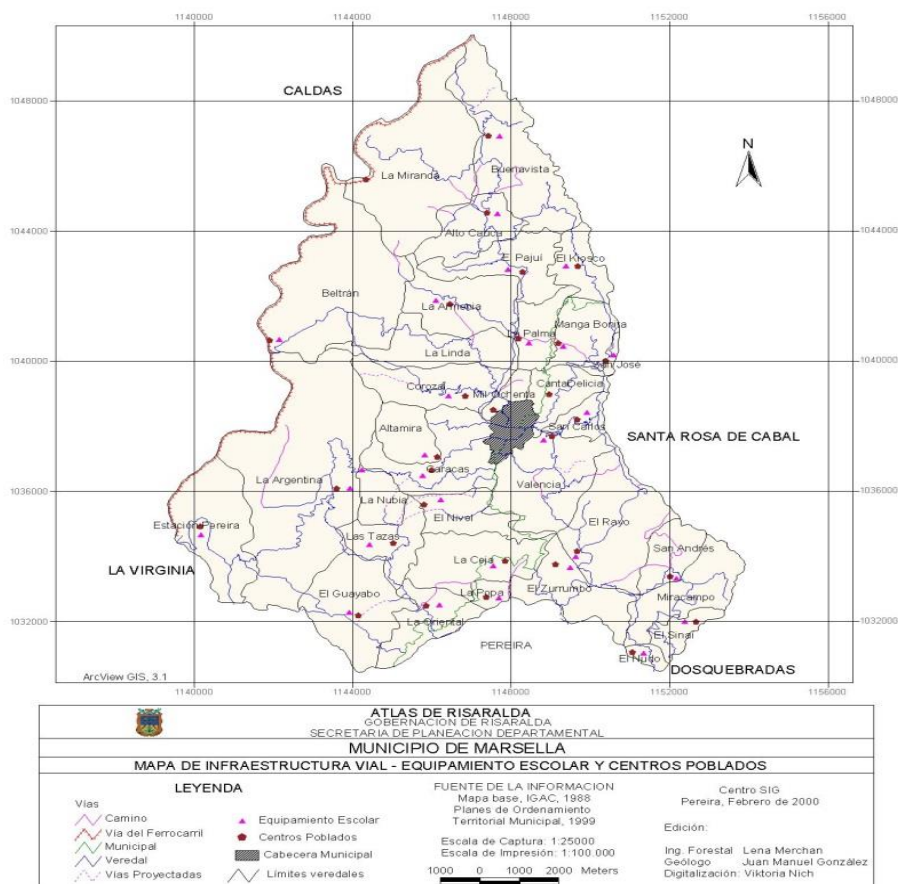 1140000 1144000 1148000 1152000 1156000
CALDAS
1048000 1048000
N
La Miranda
Buenavista
1044000 1044000
Alto Cauca
El Pajuí
El Kiosco
Beltrán
La Armenia
La Palma
Manga Bonita
1040000 1040000
La Linda
San José
Corozal
Mil Ochenta
CantaDelicia
Altamira
San Carlos
SANTA ROSA DE CABAL
Caracas
La Argentina
Valencia
1036000 1036000
La Nubia
El Nivel
El Rayo
Estación Pereira
Las Tazas
San Andrés
LA VIRGINIA
La Ceja
El Guayabo
La Popa
El Zurrumbo
Miracampo
1032000 1032000
La Oriental
El Sinaí
PEREIRA
El Nudo
DOSQUEBRADAS
ArcView GIS, 3.1
1140000 1144000 1148000 1152000 1156000
ATLAS DE RISARALDA
GOBERNACION DE RISARALDA
SECRETARIA DE PLANEACION DEPARTAMENTAL
MUNICIPIO DE MARSELLA
MAPA DE INFRAESTRUCTURA VIAL - EQUIPAMIENTO ESCOLAR Y CENTROS POBLADOS
LEYENDA
Vías
Camino
Vía del Ferrocarril
Municipal
Veredal
Vías Proyectadas
Equipamiento Escolar
Centros Poblados
Cabecera Municipal
Límites veredales
FUENTE DE LA INFORMACION
Mapa base, IGAC, 1988
Planes de Ordenamiento
Territorial Municipal, 1999
Escala de Captura: 1:25000
Escala de Impresión: 1:100.000
1000 0 1000 2000 Meters
Centro SIG
Pereira, Febrero de 2000
Edición:
Ing. Forestal Lena Merchan
Geólogo Juan Manuel González
Digitalización: Viktoria Nich